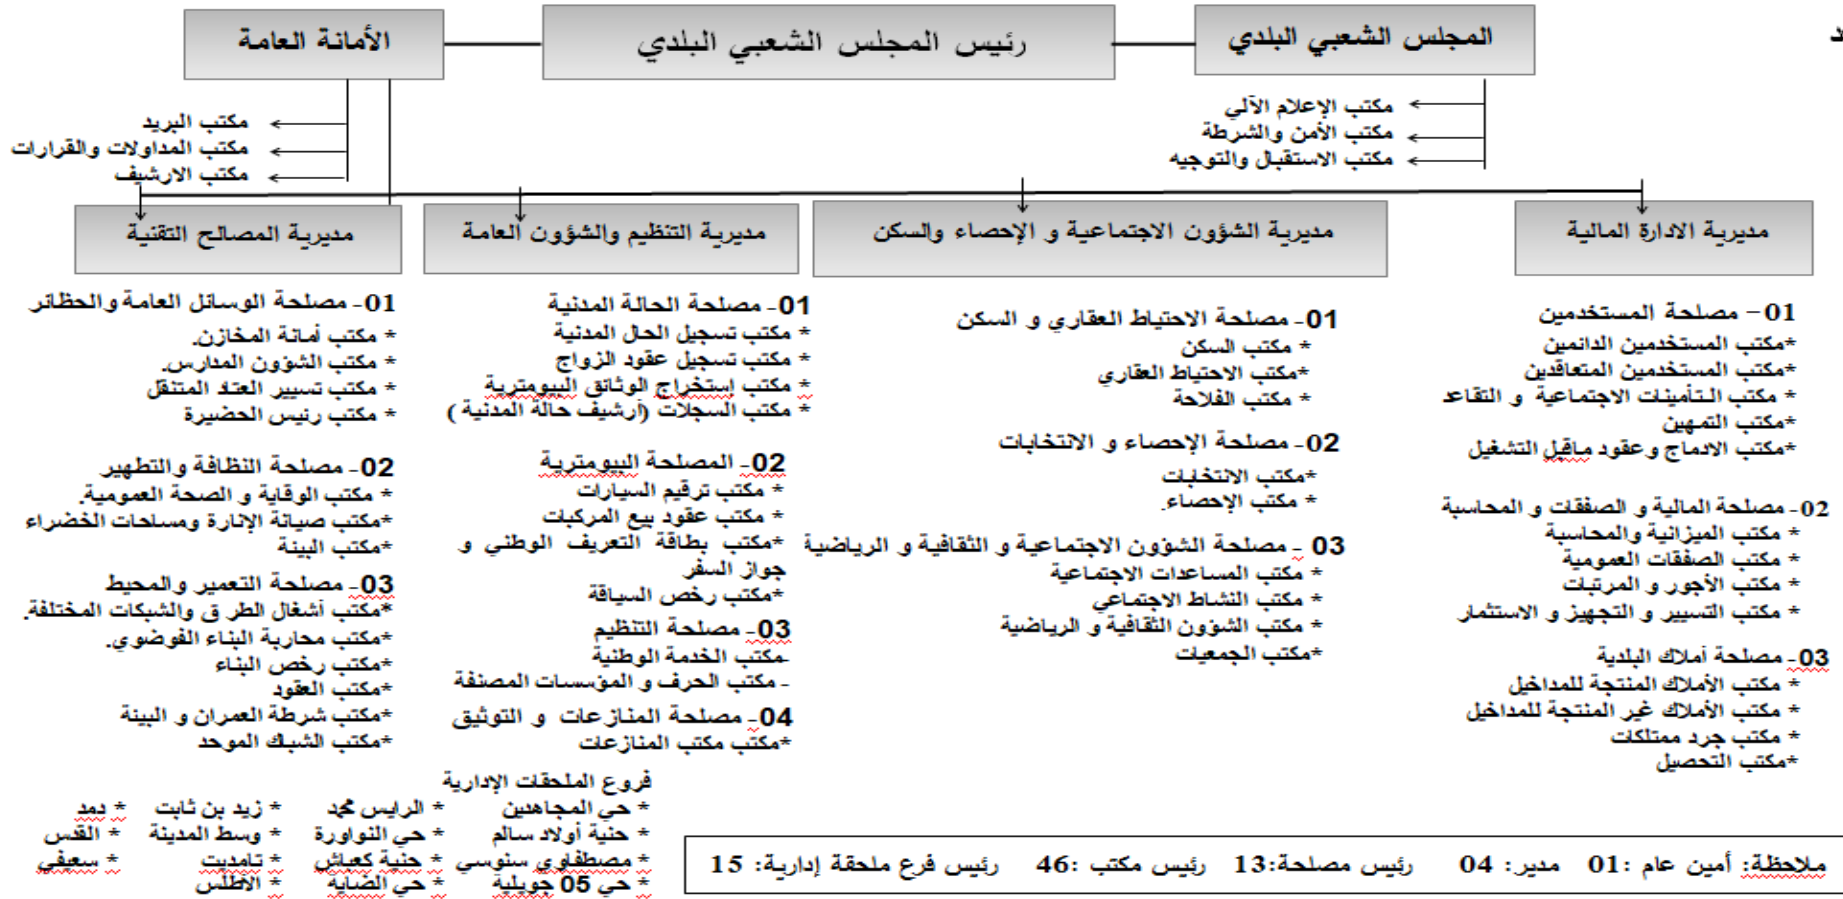 المجلس الشعبي البلدي
رئيس المجلس الشعبي البلدي
الأمانة العامة
مكتب الإعلام الآلي
مكتب الأمن والشرطة
مكتب الاستقبال والتوجيه
مكتب البريد
مكتب المداولات والقرارات
مكتب الارشيف
مديرية الادارة المالية
01– مصلحة المستخدمين
*مكتب المستخدمين الدائمين
*مكتب المستخدمين المتعاقدين
* مكتب التأمينات الاجتماعية و التقاعد
*مكتب التمهين
*مكتب الادماج وعقود ماقبل التشغيل
02- مصلحة المالية و الصفقات و المحاسبة
* مكتب الميزانية والمحاسبة
* مكتب الصفقات العمومية
* مكتب الأجور و المرتبات
* مكتب التسيير و التجهيز و الاستثمار
03- مصلحة أملاك البلدية
* مكتب الأملاك المنتجة للمداخيل
* مكتب الأملاك غير المنتجة للمداخيل
* مكتب جرد ممتلكات
*مكتب التحصيل
مديرية الشؤون الاجتماعية و الإحصاء والسكن
01- مصلحة الاحتياط العقاري و السكن
* مكتب السكن
*مكتب الاحتياط العقاري
* مكتب الفلاحة
02- مصلحة الإحصاء و الانتخابات
*مكتب الانتخابات
* مكتب الإحصاء.
03 - مصلحة الشؤون الاجتماعية و الثقافية و الرياضية
* مكتب المساعدات الاجتماعية
* مكتب النشاط الاجتماعي
* مكتب الشؤون الثقافية و الرياضية
*مكتب الجمعيات
مديرية التنظيم والشؤون العامة
01- مصلحة الحالة المدنية
* مكتب تسجيل الحال المدنية
* مكتب تسجيل عقود الزواج
* مكتب إستخراج الوثائق البيومترية
* مكتب السجلات (أرشيف حالة المدنية )
02- المصلحة البيومترية
* مكتب ترقيم السيارات
* مكتب عقود بيع المركبات
*مكتب بطاقة التعريف الوطني و
جواز السفر
*مكتب رخص السياقة
03- مصلحة التنظيم
-مكتب الخدمة الوطنية
- مكتب الحرف و المؤسسات المصنفة
04- مصلحة المنازعات و التوثيق
*مكتب مكتب المنازعات
مديرية المصالح التقنية
01- مصلحة الوسائل العامة والحظائر
* مكتب أمانة المخازن.
* مكتب الشؤون المدارس.
* مكتب تسيير العتاد المتنقل
* مكتب رئيس الحضيرة
02- مصلحة النظافة والتطهير
* مكتب الوقاية و الصحة العمومية.
*مكتب صيانة الإنارة ومساحات الخضراء
*مكتب البيئة
03- مصلحة التعمير والمحيط
*مكتب أشغال الطر ق والشبكات المختلفة.
*مكتب محاربة البناء الفوضوي.
*مكتب رخص البناء
*مكتب العقود
*مكتب شرطة العمران و البيئة
*مكتب الشباك الموحد
فروع الملحقات الإدارية
* حي المجاهدين * الرايس محمد * زيد بن ثابت * دمد
* حنية أولاد سالم * حي النواورة * وسط المدينة * القدس
* مصطفاوي سنوسي * حنية كعباش * تامديت * سعيفي
* حي 05 جويلية * حي الضاية * الأطلس
ملاحظة: أمين عام :01 مدير: 04 رئيس مصلحة:13 رئيس مكتب :46 رئيس فرع ملحقة إدارية: 15